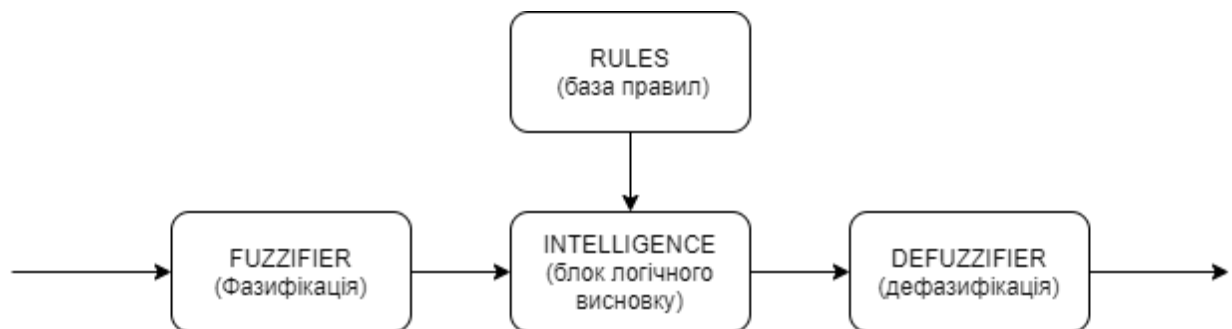 RULES
(база правил)
FUZZIFIER
(Фазифікація)
INTELLIGENCE
(блок логічного
висновку)
DEFUZZIFIER
(дефазифікація)